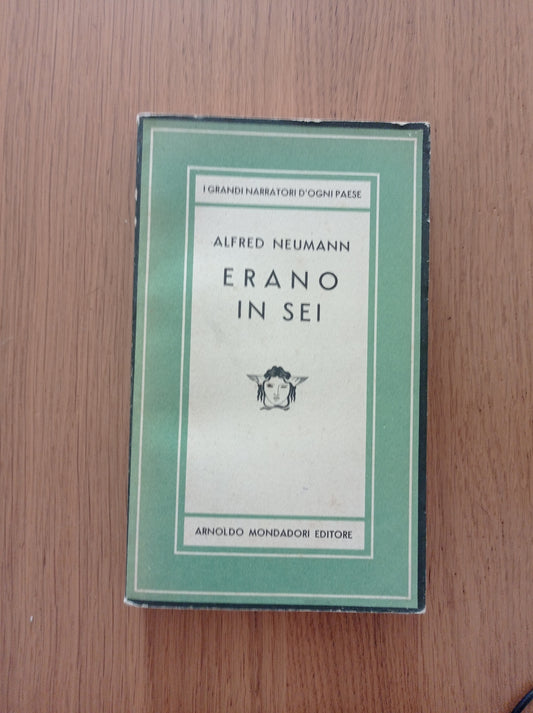 I GRANDI NARRATORI D'OGNI PAESE
ALFRED NEUMANN
ERANO
IN SEI
ARNOLDO MONDADORI EDITORE